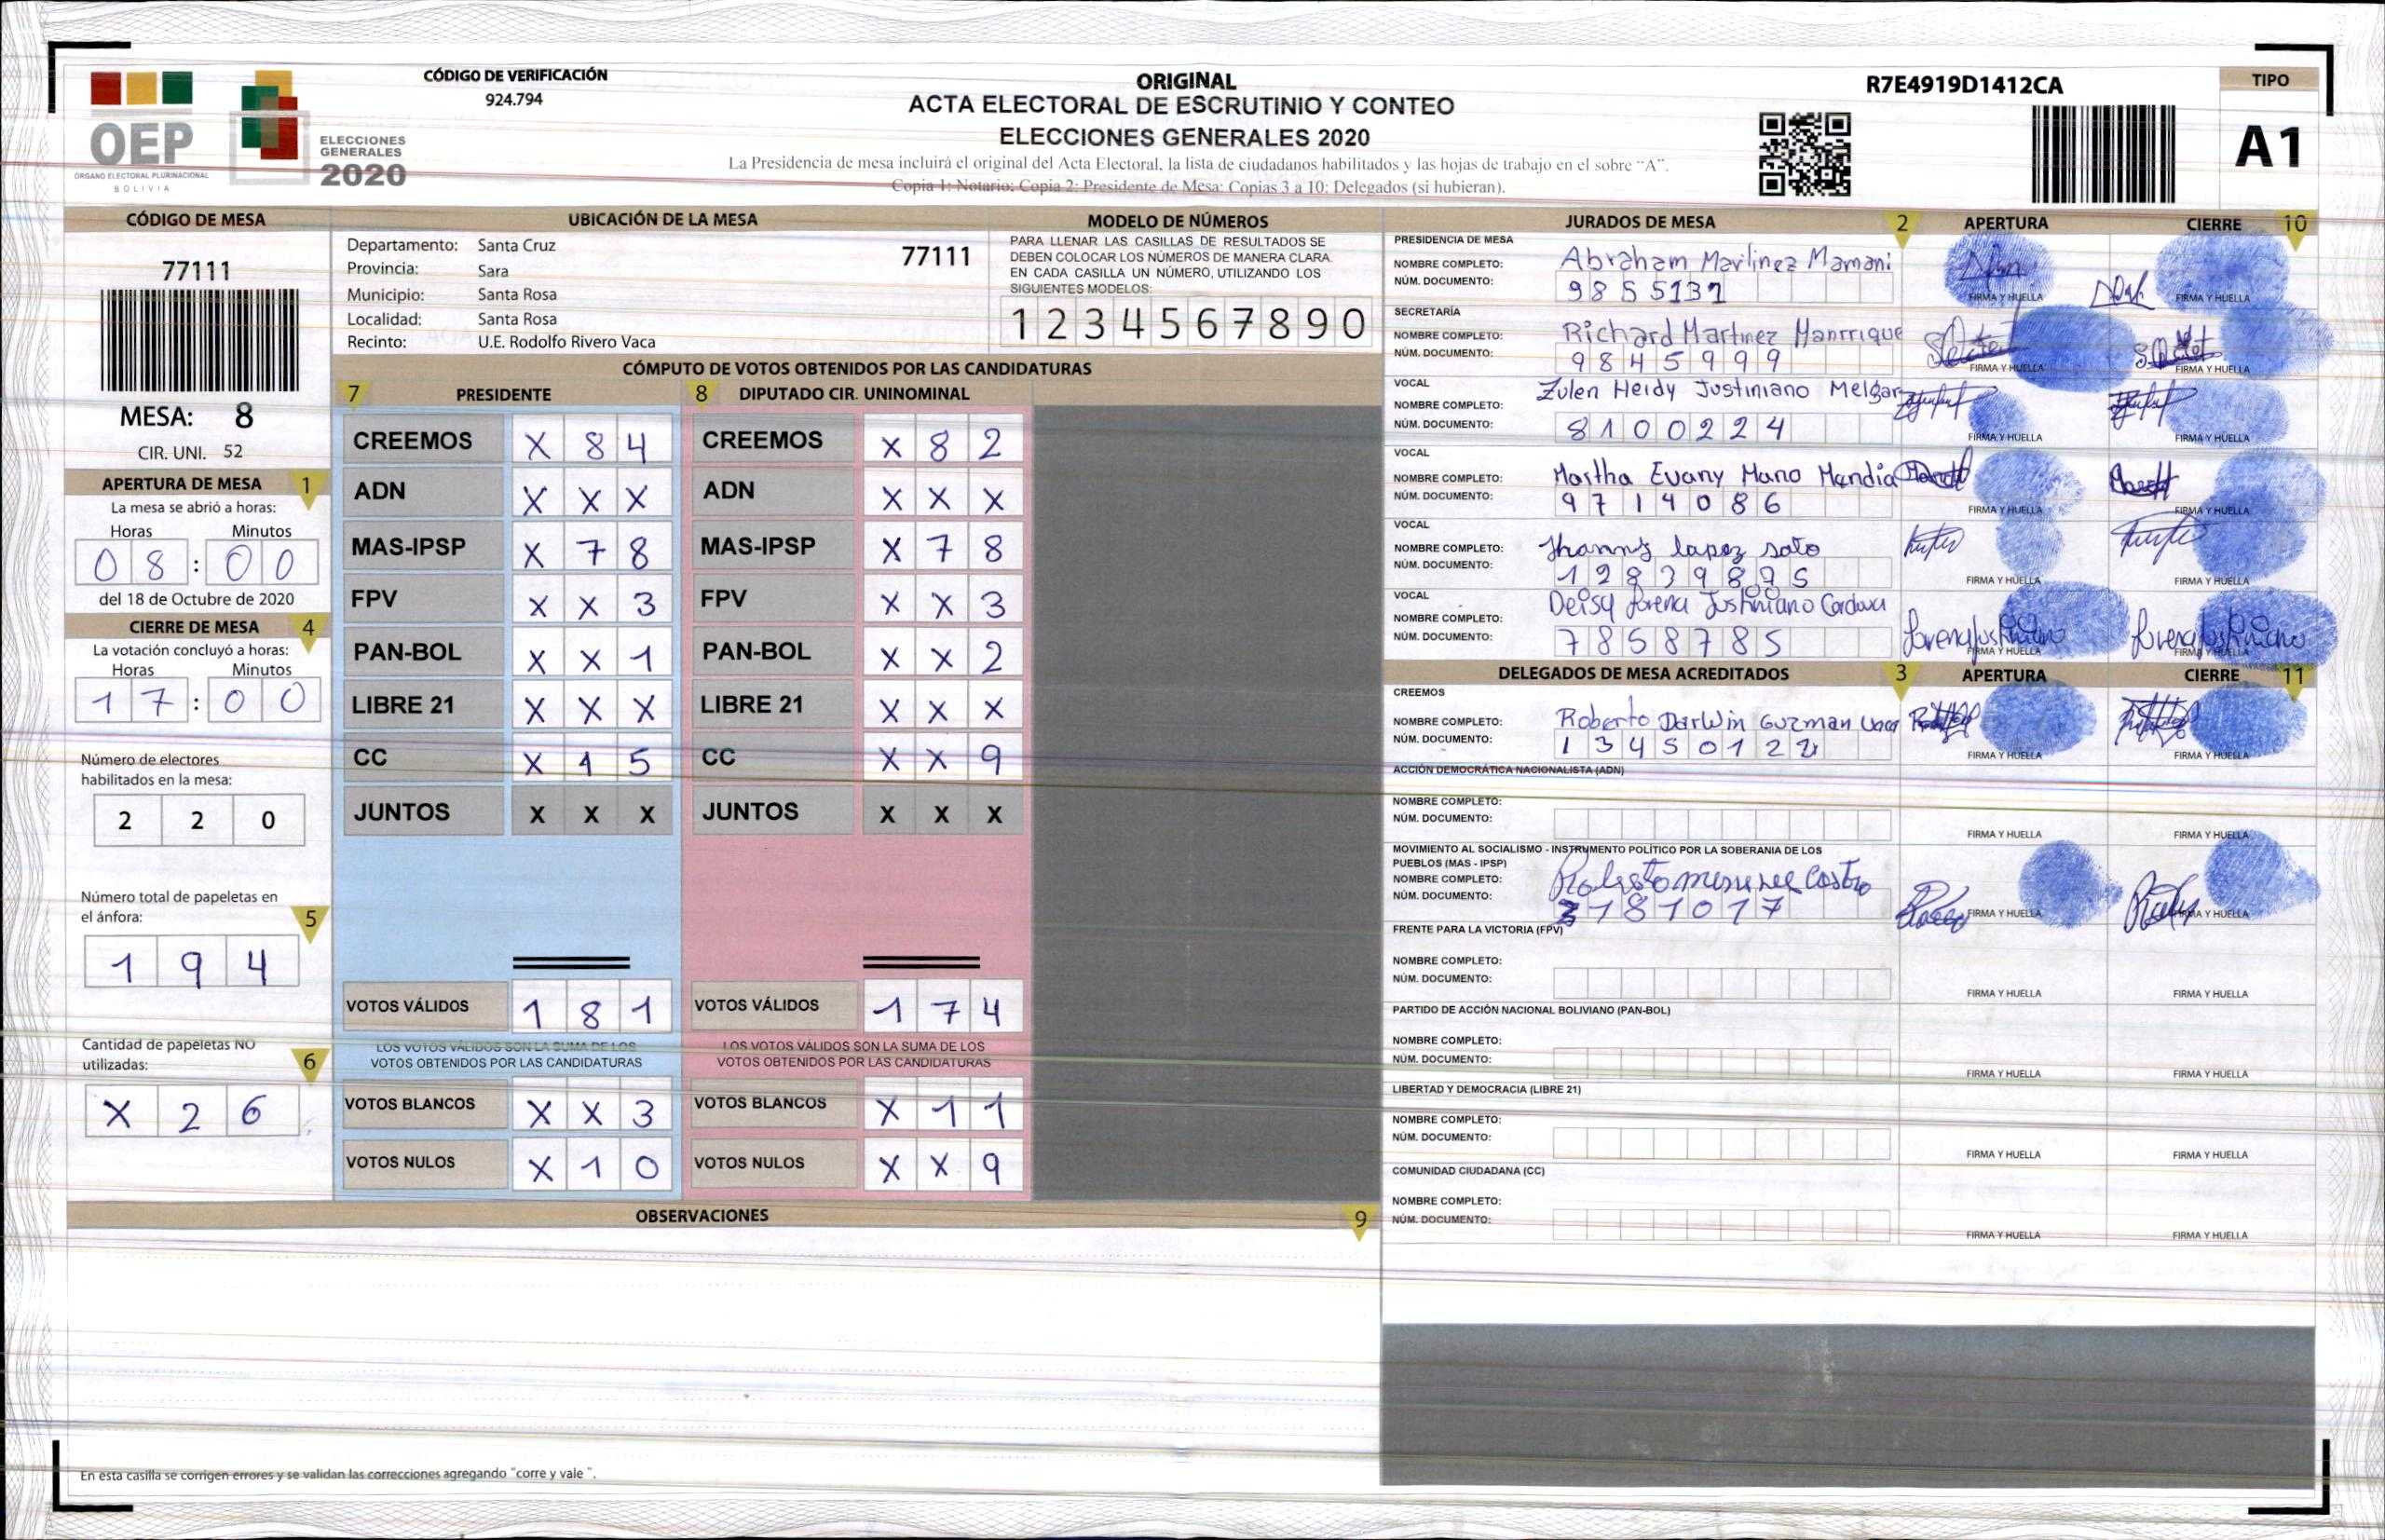 OEP
ÓRGANO ELECTORAL PLURINACIONAL
BOLIVIA
ELECCIONES
GENERALES
2020
CÓDIGO DE VERIFICACIÓN
924.794
ORIGINAL
ACTA ELECTORAL DE ESCRUTINIO Y CONTEO
ELECCIONES GENERALES 2020
La Presidencia de mesa incluirá el original del Acta Electoral, la lista de ciudadanos habilitados y las hojas de trabajo en el sobre "A".
Copia 1: Notario; Copia 2: Presidente de Mesa; Copias 3 a 10: Delegados (si hubieran).
R7E4919D1412CA
TIPO
A1
CÓDIGO DE MESA
77111
MESA: 8
CIR. UNI. 52
APERTURA DE MESA 1
La mesa se abrió a horas:
Horas Minutos
0 8 : 0 0
del 18 de Octubre de 2020
CIERRE DE MESA 4
La votación concluyó a horas:
Horas Minutos
1 7 : 0 0
Número de electores
habilitados en la mesa:
2 2 0
Número total de papeletas en
el ánfora: 5
1 9 4
Cantidad de papeletas NO
utilizadas: 6
X 2 6
UBICACIÓN DE LA MESA
Departamento: Santa Cruz 77111
Provincia: Sara
Municipio: Santa Rosa
Localidad: Santa Rosa
Recinto: U.E. Rodolfo Rivero Vaca
MODELO DE NÚMEROS
PARA LLENAR LAS CASILLAS DE RESULTADOS SE
DEBEN COLOCAR LOS NÚMEROS DE MANERA CLARA
EN CADA CASILLA UN NÚMERO, UTILIZANDO LOS
SIGUIENTES MODELOS:
1 2 3 4 5 6 7 8 9 0
CÓMPUTO DE VOTOS OBTENIDOS POR LAS CANDIDATURAS
7 PRESIDENTE 8 DIPUTADO CIR. UNINOMINAL
CREEMOS X 8 4 CREEMOS X 8 2
ADN X X X ADN X X X
MAS-IPSP X 7 8 MAS-IPSP X 7 8
FPV X X 3 FPV X X 3
PAN-BOL X X 1 PAN-BOL X X 2
LIBRE 21 X X X LIBRE 21 X X X
CC X 1 5 CC X X 9
JUNTOS X X X JUNTOS X X X
VOTOS VÁLIDOS 1 8 1 VOTOS VÁLIDOS 1 7 4
LOS VOTOS VÁLIDOS SON LA SUMA DE LOS LOS VOTOS VÁLIDOS SON LA SUMA DE LOS
VOTOS OBTENIDOS POR LAS CANDIDATURAS VOTOS OBTENIDOS POR LAS CANDIDATURAS
VOTOS BLANCOS X X 3 VOTOS BLANCOS X 1 1
VOTOS NULOS X 1 0 VOTOS NULOS X X 9
OBSERVACIONES 9
En esta casilla se corrigen errores y se validan las correcciones agregando "corre y vale".
JURADOS DE MESA 2 APERTURA CIERRE 10
PRESIDENCIA DE MESA
NOMBRE COMPLETO: Abraham Martinez Mamani
NÚM. DOCUMENTO: 9855131 FIRMA Y HUELLA FIRMA Y HUELLA
SECRETARÍA
NOMBRE COMPLETO: Richard Martinez Manrrique
NÚM. DOCUMENTO: 9845999 FIRMA Y HUELLA FIRMA Y HUELLA
VOCAL
NOMBRE COMPLETO: Zulen Heidy Justiniano Melgar
NÚM. DOCUMENTO: 8100224 FIRMA Y HUELLA FIRMA Y HUELLA
VOCAL
NOMBRE COMPLETO: Martha Evany Mano
NÚM. DOCUMENTO: 9714086 FIRMA Y HUELLA FIRMA Y HUELLA
VOCAL
NOMBRE COMPLETO: Jhanny lapez soto
NÚM. DOCUMENTO: FIRMA Y HUELLA FIRMA Y HUELLA
VOCAL
NOMBRE COMPLETO: Deisy Lorena Justiniano Cordova
NÚM. DOCUMENTO: 7858785 FIRMA Y HUELLA FIRMA Y HUELLA
DELEGADOS DE MESA ACREDITADOS 3 APERTURA CIERRE 11
CREEMOS
NOMBRE COMPLETO: Roberto Darwin Guzman Vaca
NÚM. DOCUMENTO: 13450122 FIRMA Y HUELLA FIRMA Y HUELLA
ACCIÓN DEMOCRÁTICA NACIONALISTA (ADN)
NOMBRE COMPLETO:
NÚM. DOCUMENTO: FIRMA Y HUELLA FIRMA Y HUELLA
MOVIMIENTO AL SOCIALISMO - INSTRUMENTO POLÍTICO POR LA SOBERANIA DE LOS
PUEBLOS (MAS - IPSP)
NOMBRE COMPLETO: Castro
NÚM. DOCUMENTO: 3181017 FIRMA Y HUELLA FIRMA Y HUELLA
FRENTE PARA LA VICTORIA (FPV)
NOMBRE COMPLETO:
NÚM. DOCUMENTO: FIRMA Y HUELLA FIRMA Y HUELLA
PARTIDO DE ACCIÓN NACIONAL BOLIVIANO (PAN-BOL)
NOMBRE COMPLETO:
NÚM. DOCUMENTO: FIRMA Y HUELLA FIRMA Y HUELLA
LIBERTAD Y DEMOCRACIA (LIBRE 21)
NOMBRE COMPLETO:
NÚM. DOCUMENTO: FIRMA Y HUELLA FIRMA Y HUELLA
COMUNIDAD CIUDADANA (CC)
NOMBRE COMPLETO:
NÚM. DOCUMENTO: FIRMA Y HUELLA FIRMA Y HUELLA